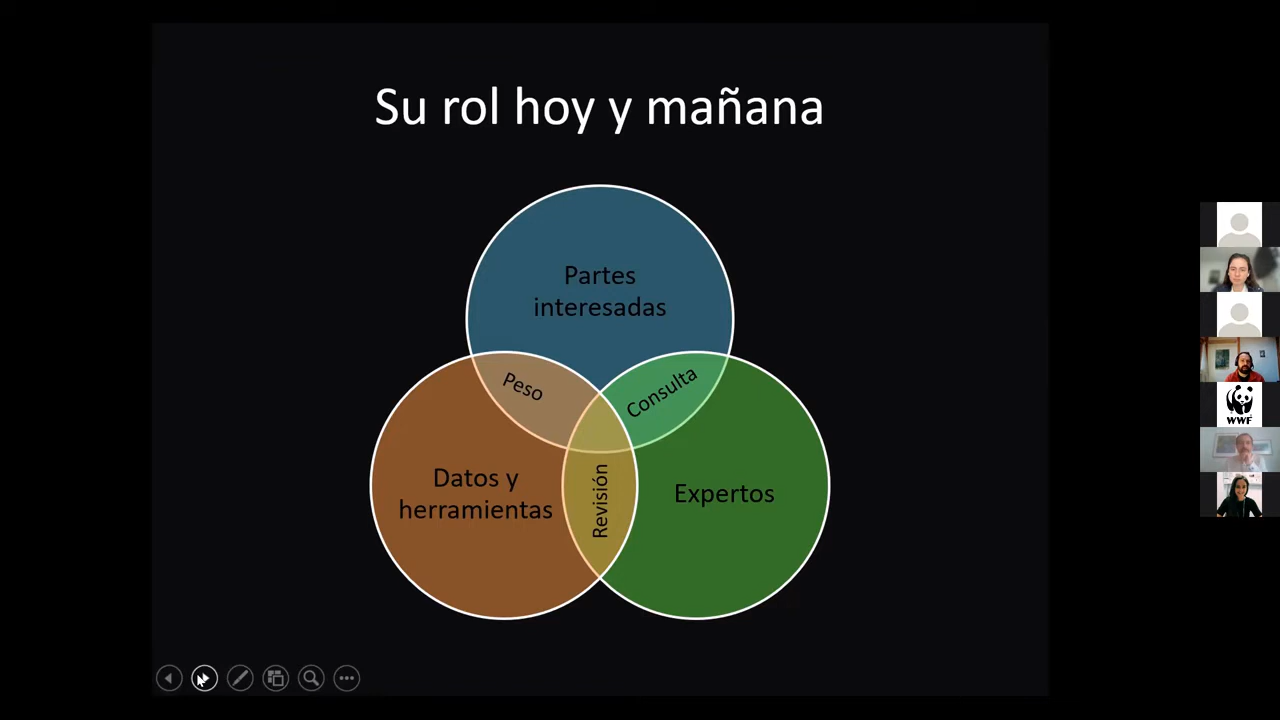 Su rol hoy y mañana
Partes
interesadas
Peso
Consulta
Datos y
herramientas
Revisión
Expertos
WWF